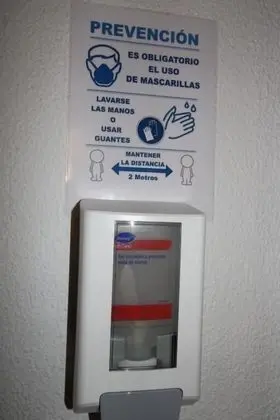 PREVENCIÓN
ES OBLIGATORIO
EL USO
DE MASCARILLAS
LAVARSE
LAS MANOS
O
USAR
GUANTES
MANTENER
LA DISTANCIA
2 Metros